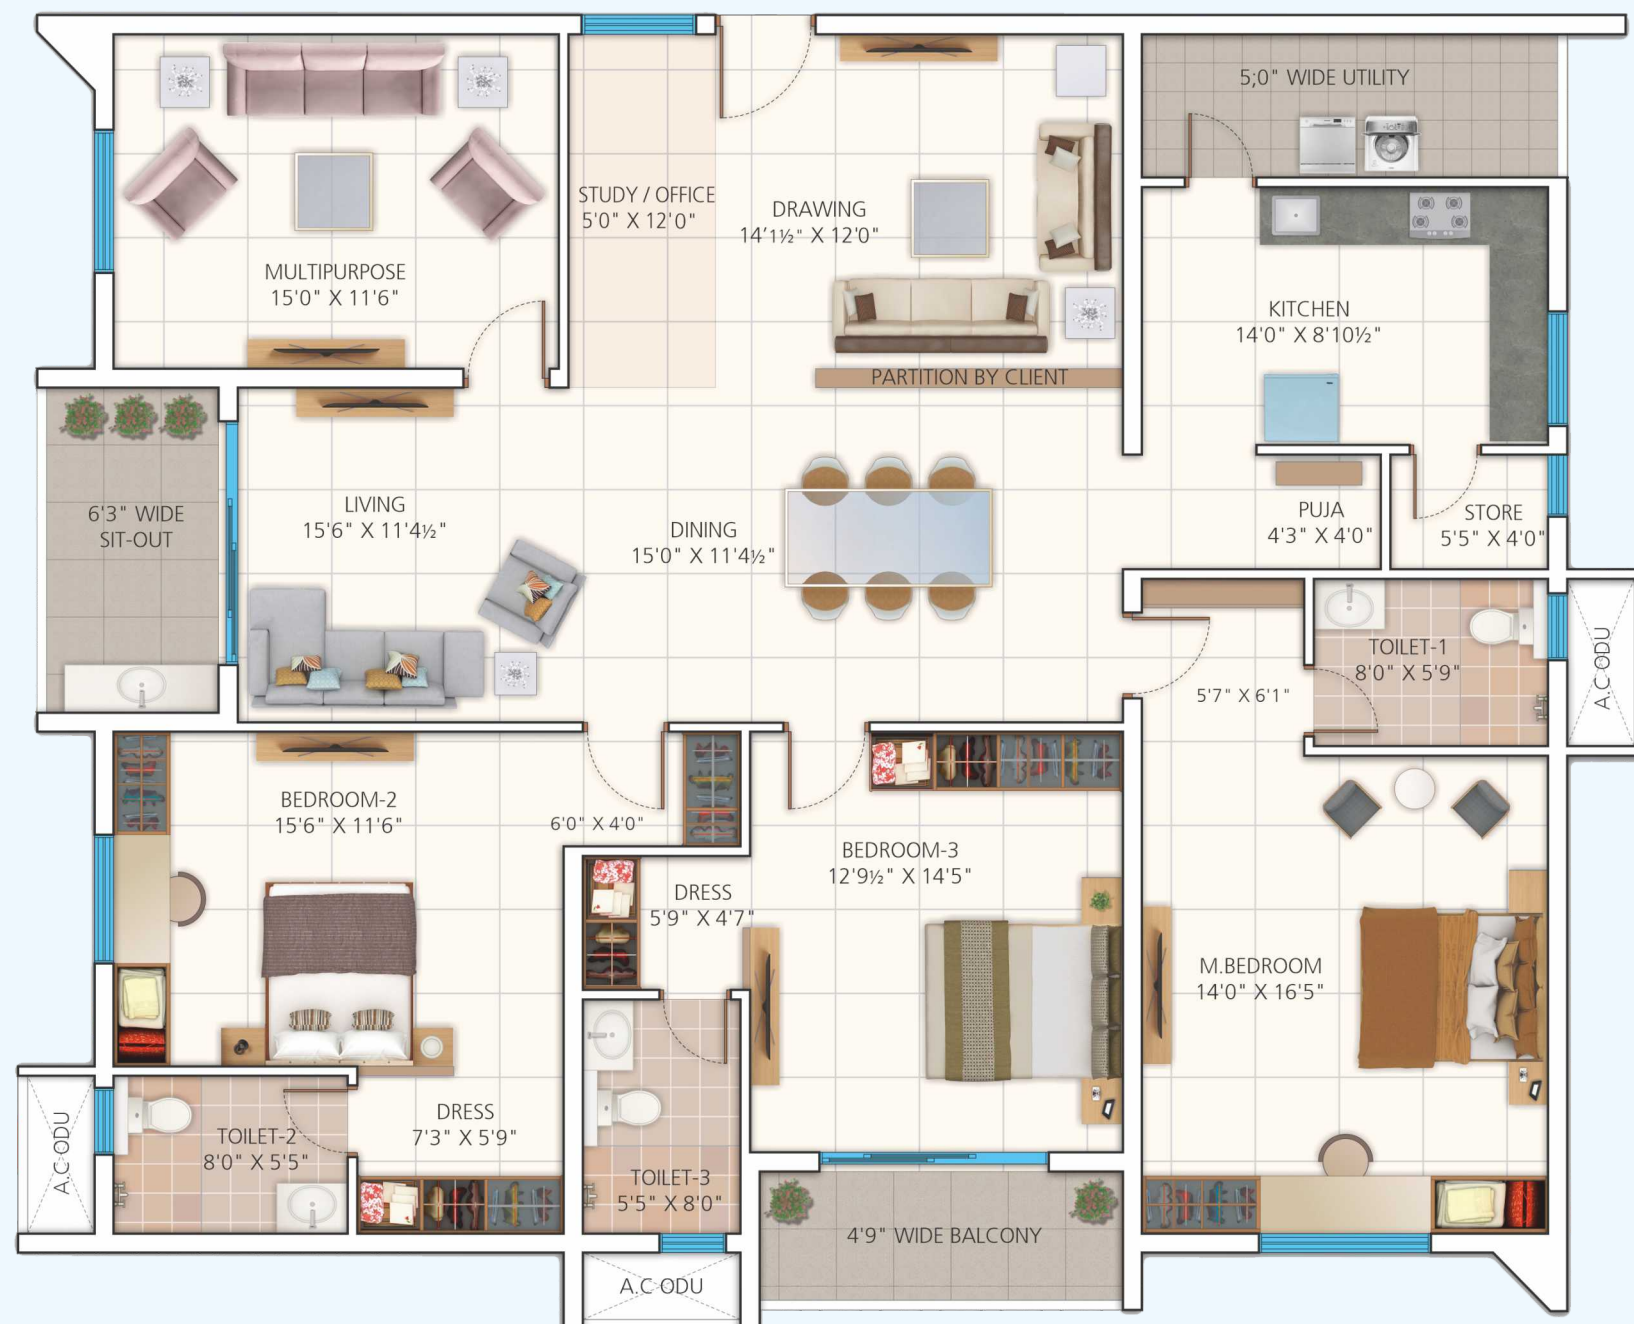 5;0" WIDE UTILITY
STUDY / OFFICE
5'0" X 12'0"
DRAWING
14'1½" X 12'0"
MULTIPURPOSE
15'0" X 11'6"
KITCHEN
14'0" X 8'10½"
PARTITION BY CLIENT
6'3" WIDE
SIT-OUT
LIVING
15'6" X 11'4½"
DINING
15'0" X 11'4½"
PUJA
4'3" X 4'0"
STORE
5'5" X 4'0"
TOILET-1
8'0" X 5'9"
A.C ODU
5'7" X 6'1"
BEDROOM-2
15'6" X 11'6"
6'0" X 4'0"
BEDROOM-3
12'9½" X 14'5"
DRESS
5'9" X 4'7"
M.BEDROOM
14'0" X 16'5"
A.C ODU
TOILET-2
8'0" X 5'5"
DRESS
7'3" X 5'9"
TOILET-3
5'5" X 8'0"
4'9" WIDE BALCONY
A.C ODU